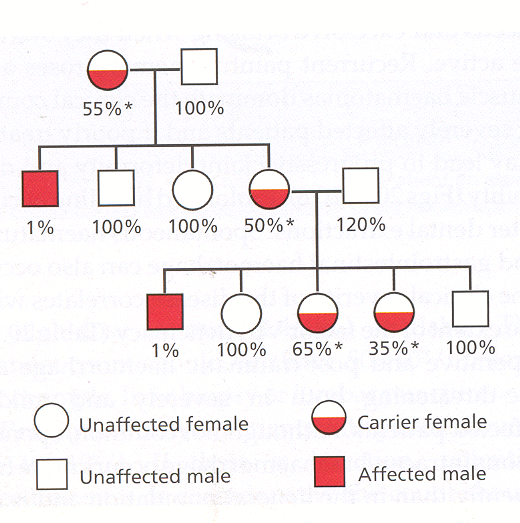 55%* 100%
1% 100% 100% 50%* 120%
1% 100% 65%* 35%* 100%
Unaffected female Carrier female
Unaffected male Affected male